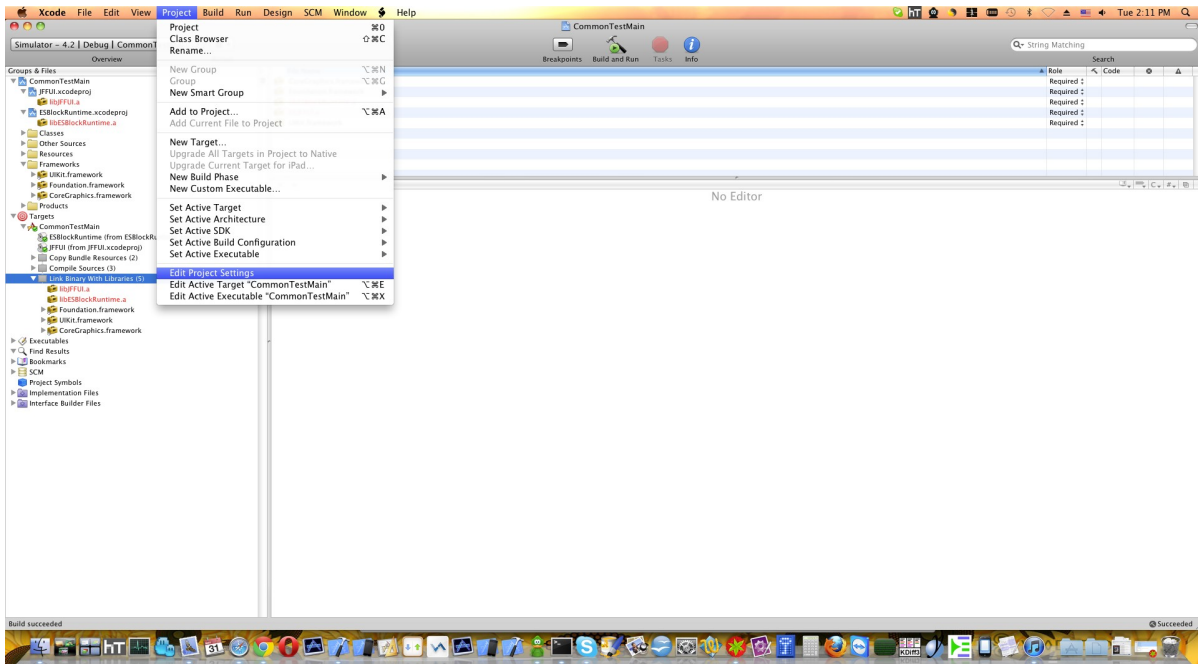 Xcode File Edit View Project Build Run Design SCM Window Help
hT
Tue 2:11 PM
CommonTestMain
Simulator - 4.2 | Debug | CommonT
Overview
Breakpoints Build and Run Tasks Info
String Matching
Search
Groups & Files
Role Code
CommonTestMain
JFFUI.xcodeproj
libJFFUI.a
ESBlockRuntime.xcodeproj
libESBlockRuntime.a
Classes
Other Sources
Resources
Frameworks
UIKit.framework
Foundation.framework
CoreGraphics.framework
Products
Targets
CommonTestMain
ESBlockRuntime (from ESBlockRu
JFFUI (from JFFUI.xcodeproj)
Copy Bundle Resources (2)
Compile Sources (3)
Link Binary With Libraries (5)
libJFFUI.a
libESBlockRuntime.a
Foundation.framework
UIKit.framework
CoreGraphics.framework
Executables
Find Results
Bookmarks
SCM
Project Symbols
Implementation Files
Interface Builder Files
Project ⌘0
Class Browser ⇧⌘C
Rename...
New Group ⌥⌘N
Group ⌥⌘G
New Smart Group
Add to Project... ⌥⌘A
Add Current File to Project
New Target...
Upgrade All Targets in Project to Native
Upgrade Current Target for iPad...
New Build Phase
New Custom Executable...
Set Active Target
Set Active Architecture
Set Active SDK
Set Active Build Configuration
Set Active Executable
Edit Project Settings
Edit Active Target “CommonTestMain” ⌥⌘E
Edit Active Executable “CommonTestMain” ⌥⌘X
Required
Required
Required
Required
Required
No Editor
Build succeeded
Succeeded
hT
31
KDiff3